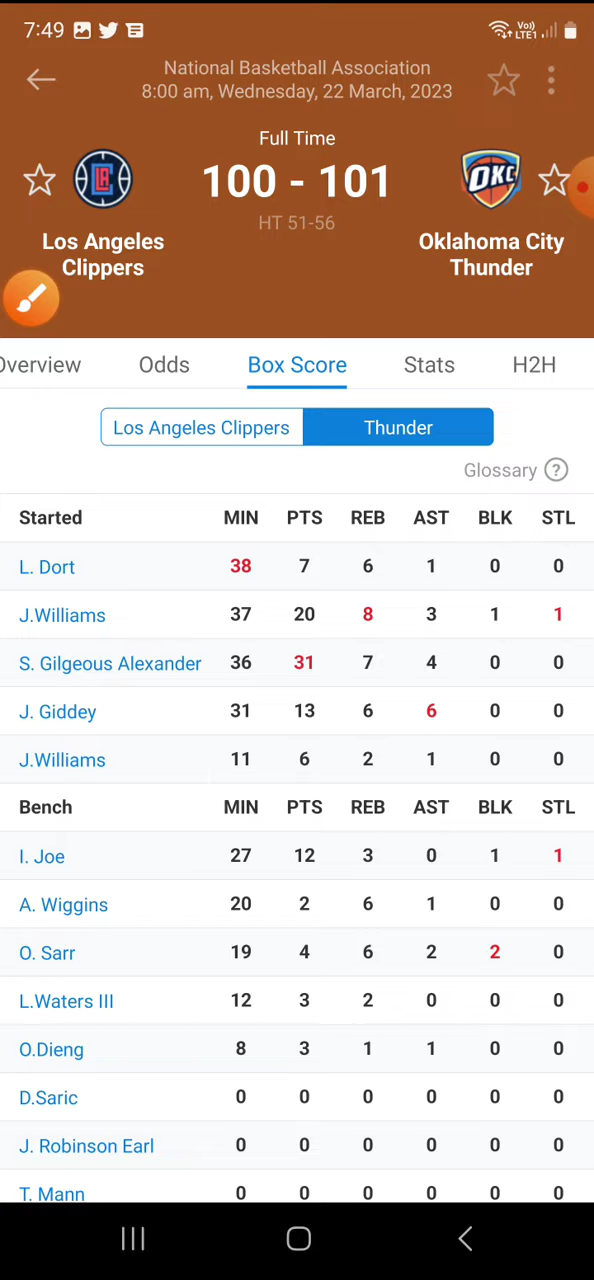 7:49 Vo)) LTE1
National Basketball Association
8:00 am, Wednesday, 22 March, 2023
Full Time
100 - 101
HT 51-56
LA
OKC
Los Angeles Clippers
Oklahoma City Thunder
Overview Odds Box Score Stats H2H
Los Angeles Clippers Thunder
Glossary ?
Started MIN PTS REB AST BLK STL
L. Dort 38 7 6 1 0 0
J.Williams 37 20 8 3 1 1
S. Gilgeous Alexander 36 31 7 4 0 0
J. Giddey 31 13 6 6 0 0
J.Williams 11 6 2 1 0 0
Bench MIN PTS REB AST BLK STL
I. Joe 27 12 3 0 1 1
A. Wiggins 20 2 6 1 0 0
O. Sarr 19 4 6 2 2 0
L.Waters III 12 3 2 0 0 0
O.Dieng 8 3 1 1 0 0
D.Saric 0 0 0 0 0 0
J. Robinson Earl 0 0 0 0 0 0
T. Mann 0 0 0 0 0 0